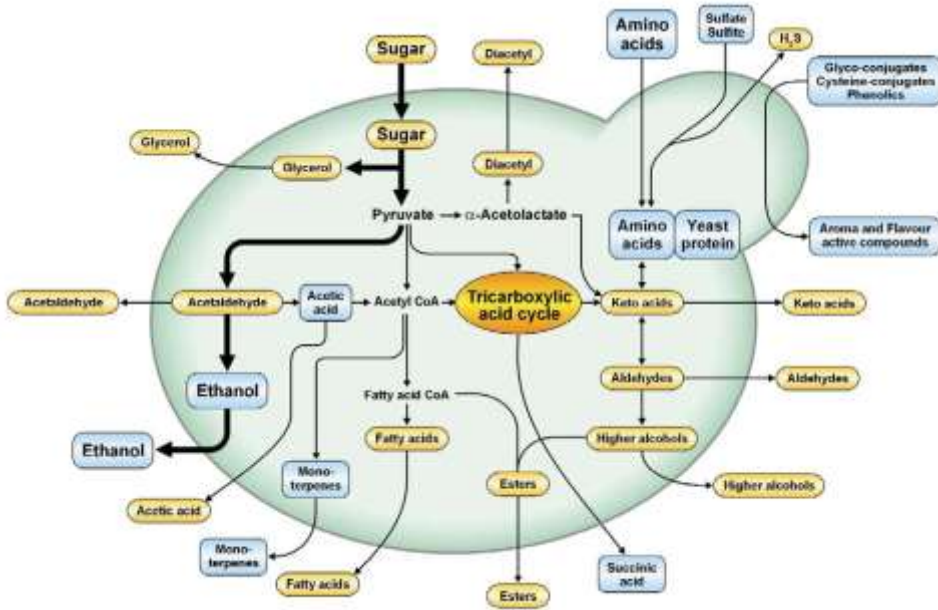 Sugar
Diacetyl
Amino
acids
Sulfate
Sulfite
H2S
Glyco-conjugates
Cysteine-conjugates
Phenolics
Sugar
Glycerol
Glycerol
Diacetyl
Pyruvate
α-Acetolactate
Amino
acids
Yeast
protein
Aroma and Flavour
active compounds
Acetaldehyde
Acetaldehyde
Acetic
acid
Acetyl CoA
Tricarboxylic
acid cycle
Keto acids
Keto acids
Ethanol
Fatty acid CoA
Aldehydes
Aldehydes
Ethanol
Fatty acids
Higher alcohols
Mono-
terpenes
Esters
Higher alcohols
Acetic acid
Mono-
terpenes
Fatty acids
Esters
Succinic
acid